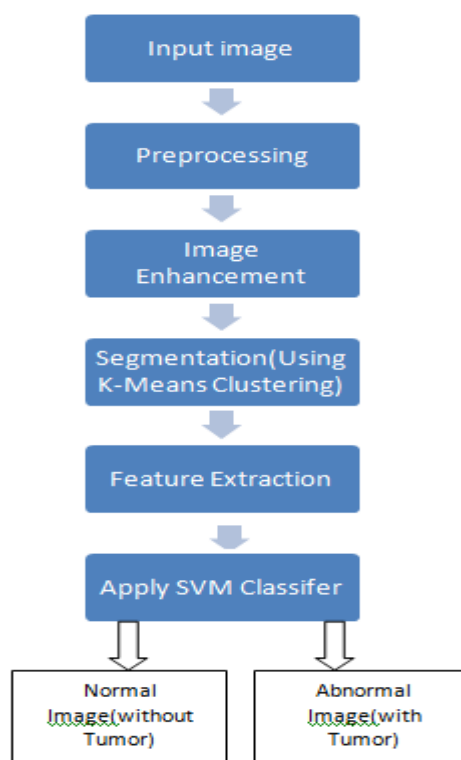 Input image
Preprocessing
Image
Enhancement
Segmentation(Using
K-Means Clustering)
Feature Extraction
Apply SVM Classifer
Normal
Image(without
Tumor)
Abnormal
Image(with
Tumor)